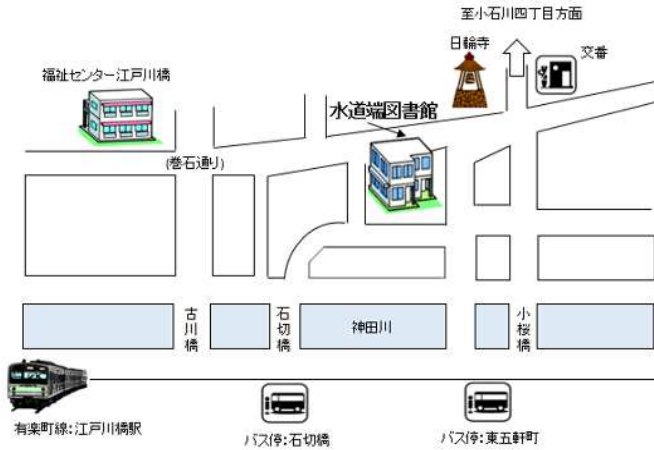 至小石川四丁目方面
日輪寺
交番
福祉センター江戸川橋
水道端図書館
(巻石通り)
古川橋
石切橋
神田川
小桜橋
有楽町線:江戸川橋駅
バス停:石切橋
バス停:東五軒町